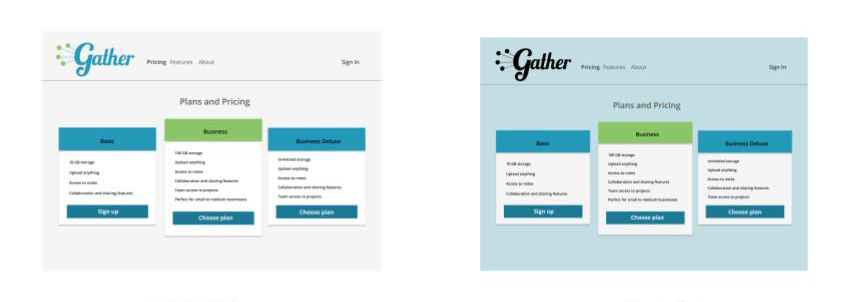 Gather
Pricing Features About
Sign In
Plans and Pricing
Basic
10 GB storage
Upload anything
Access to notes
Collaboration and sharing features
Sign up
Business
100 GB storage
Upload anything
Access to notes
Collaboration and sharing features
Team access to projects
Perfect for small to medium businesses
Choose plan
Business Deluxe
Unlimited storage
Upload anything
Access to notes
Collaboration and sharing features
Team access to projects
Choose plan
Gather
Pricing Features About
Sign In
Plans and Pricing
Basic
10 GB storage
Upload anything
Access to notes
Collaboration and sharing features
Sign up
Business
100 GB storage
Upload anything
Access to notes
Collaboration and sharing features
Team access to projects
Perfect for small to medium businesses
Choose plan
Business Deluxe
Unlimited storage
Upload anything
Access to notes
Collaboration and sharing features
Team access to projects
Choose plan